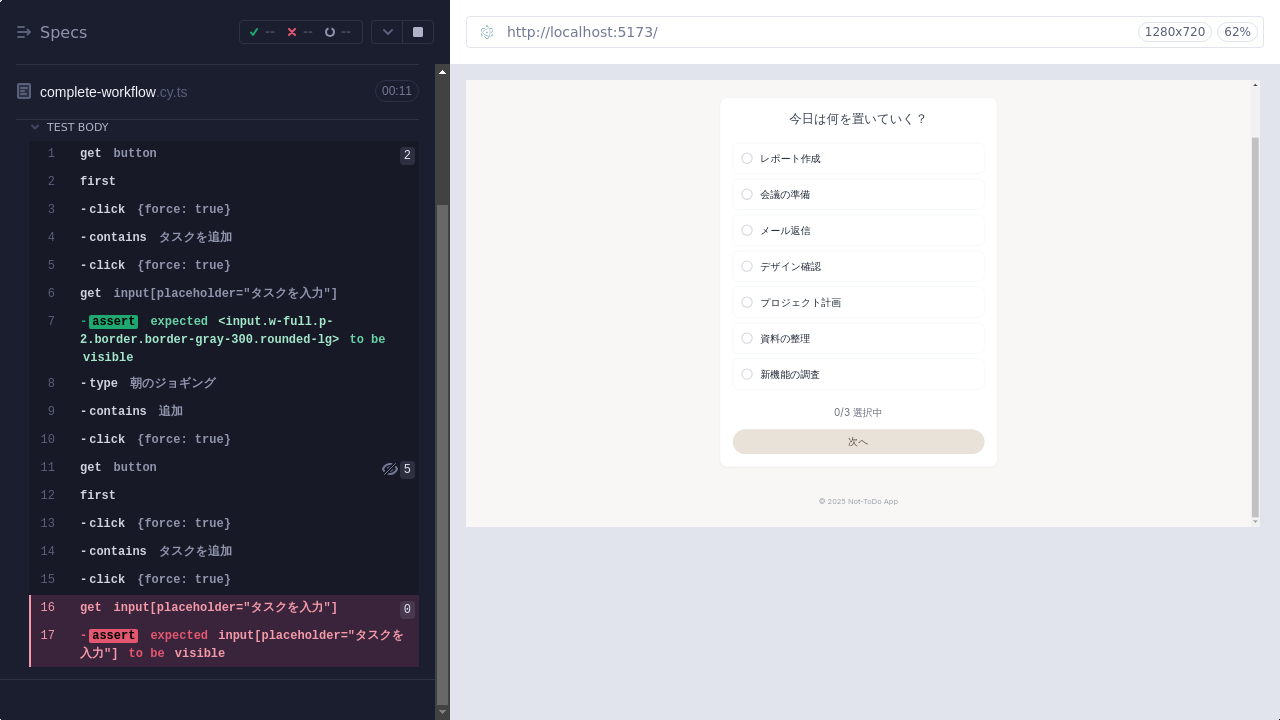 Specs
--
--
--
complete-workflow.cy.ts
00:11
TEST BODY
1 get button 2
2 first
3 -click {force: true}
4 -contains タスクを追加
5 -click {force: true}
6 get input[placeholder="タスクを入力"]
7 -assert expected <input.w-full.p-
2.border.border-gray-300.rounded-lg> to be
visible
8 -type 朝のジョギング
9 -contains 追加
10 -click {force: true}
11 get button 5
12 first
13 -click {force: true}
14 -contains タスクを追加
15 -click {force: true}
16 get input[placeholder="タスクを入力"] 0
17 -assert expected input[placeholder="タスクを
入力"] to be visible
http://localhost:5173/
1280x720
62%
今日は何を置いていく？
レポート作成
会議の準備
メール返信
デザイン確認
プロジェクト計画
資料の整理
新機能の調査
0/3 選択中
次へ
© 2025 Not-ToDo App